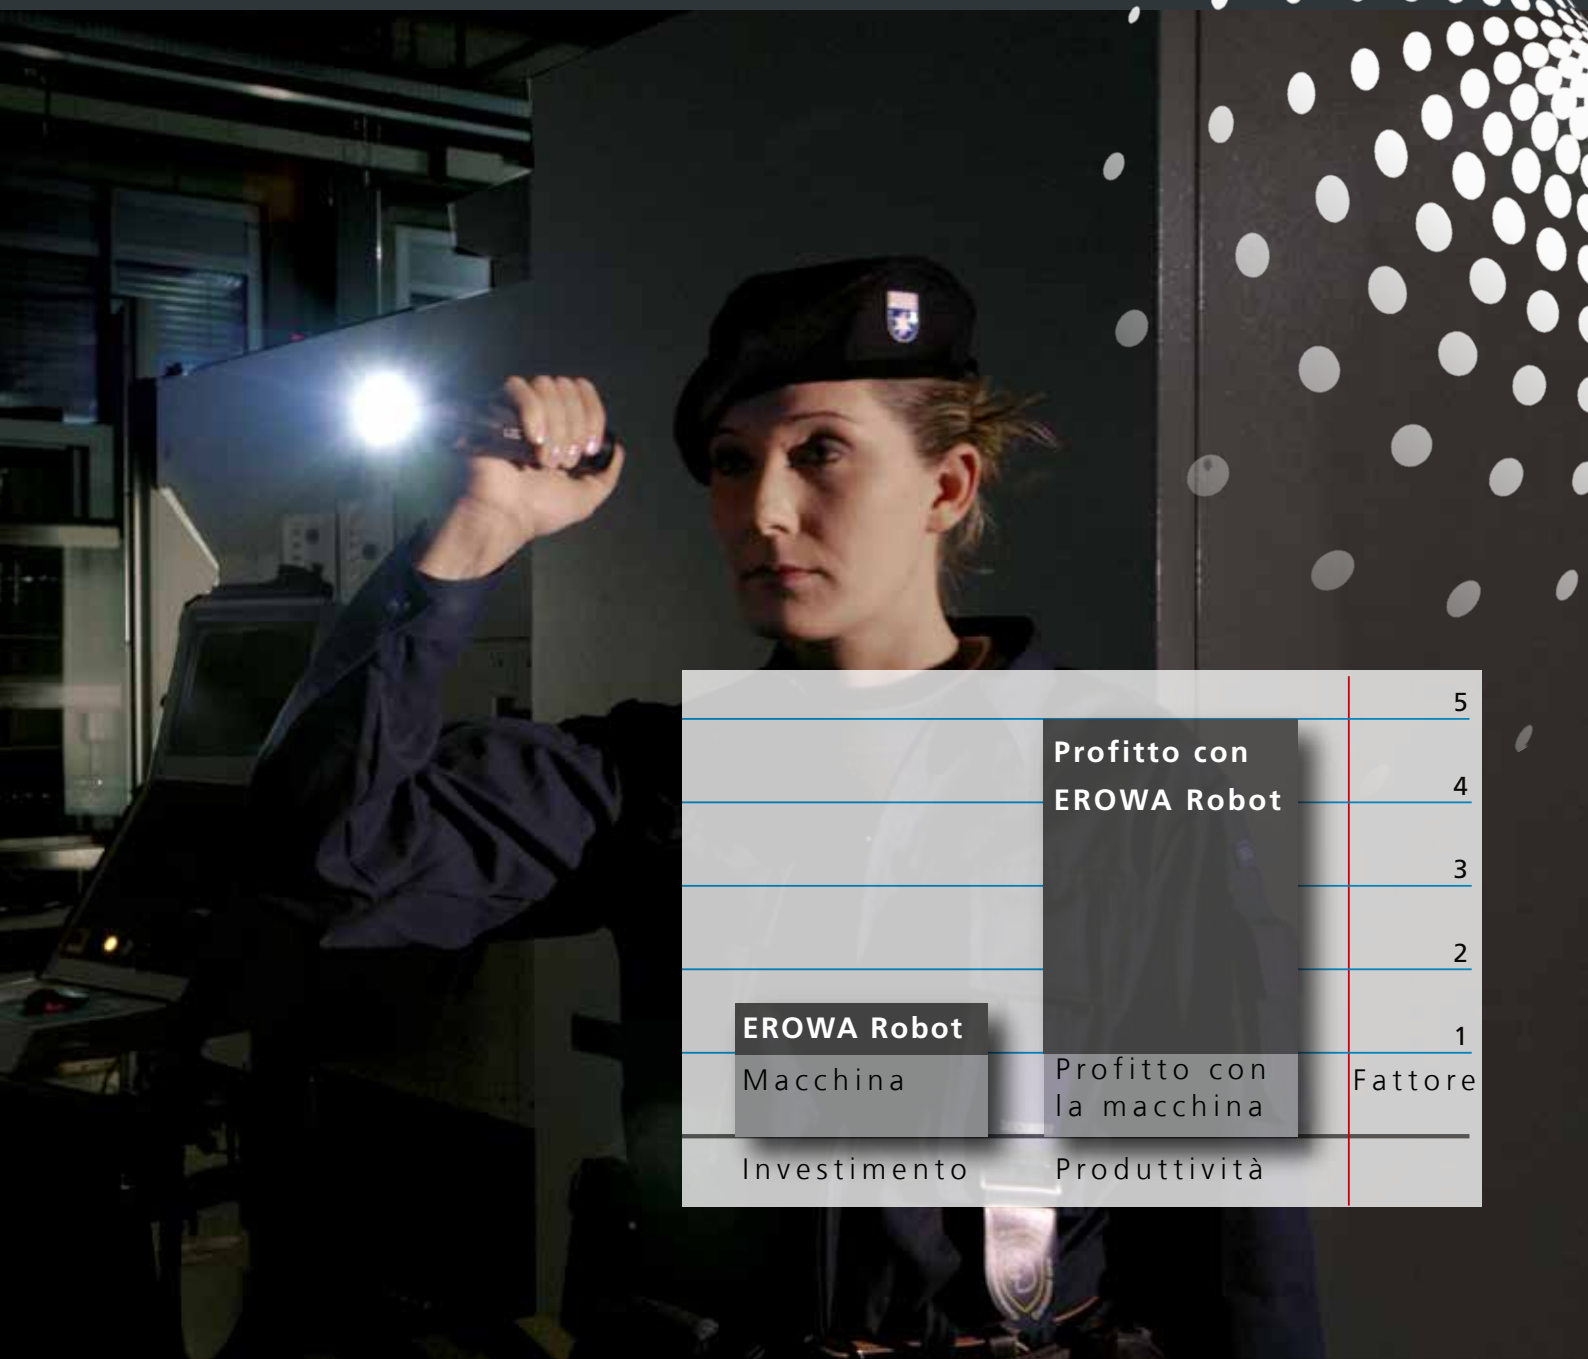 5
Profitto con
4
EROWA Robot
3
2
EROWA Robot
1
Macchina
Profitto con
la macchina
Fattore
Investimento
Produttività